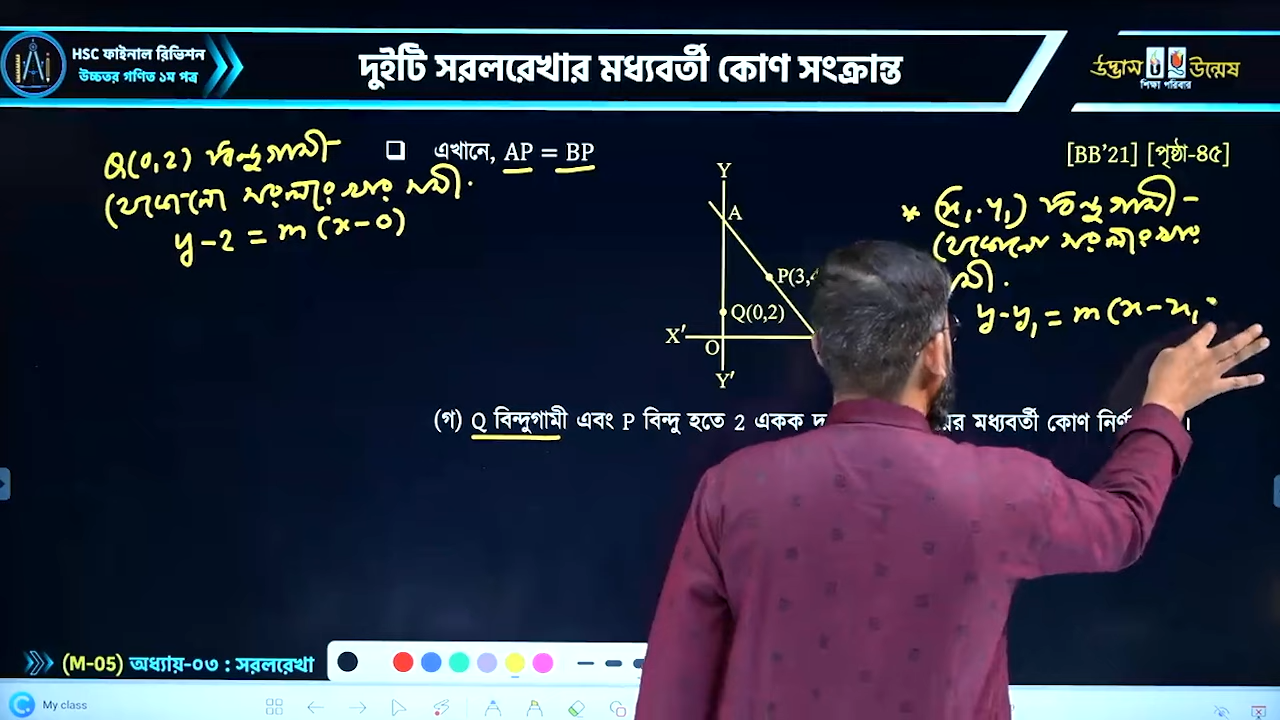 HSC ফাইনাল রিভিশন
উচ্চতর গণিত ১ম পত্র
দুইটি সরলরেখার মধ্যবর্তী কোণ সংক্রান্ত
উদ্ভাস উন্মেষ
শিক্ষা পরিবার
Q(0,2) বিন্দুগামী
যেকোনো সরলরেখার সমী.
y-2 = m(x-0)
❑ এখানে, AP = BP
[BB'21] [পৃষ্ঠা-৪৫]
* (x₁,y₁) বিন্দুগামী
যেকোনো সরলরেখার
সমী.
y-y₁ = m(x-x₁
Y
A
P(3,4
Q(0,2)
X′
O
Y′
(গ) Q বিন্দুগামী এবং P বিন্দু হতে 2 একক মধ্যবর্তী কোণ
(M-05) অধ্যায়-০৩ : সরলরেখা
My class